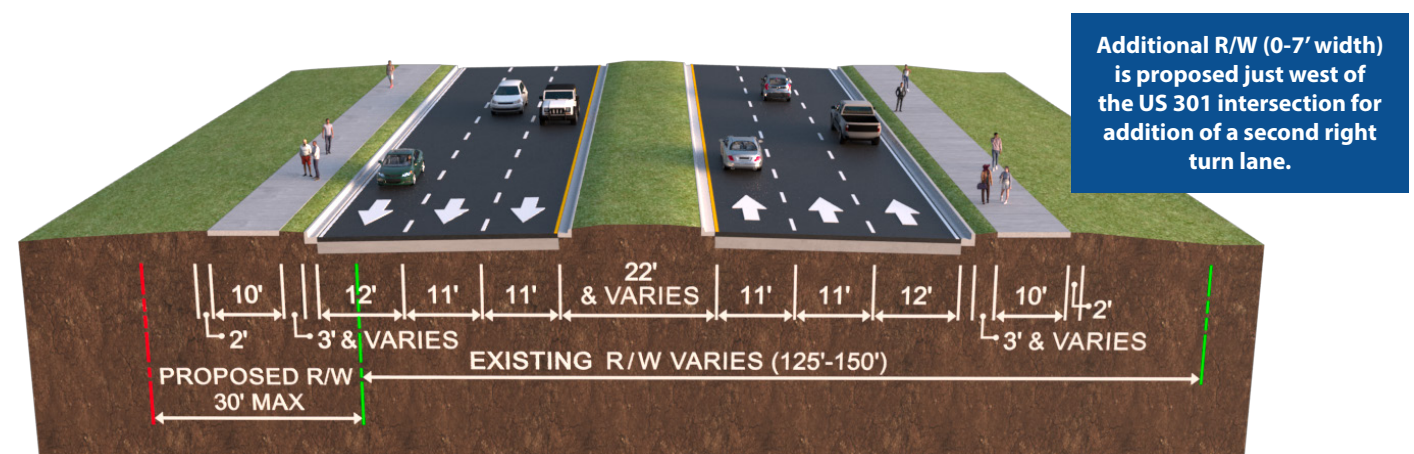 Additional R/W (0-7’ width)
is proposed just west of
the US 301 intersection for
addition of a second right
turn lane.
10' 12' 11' 11' 22' & VARIES 11' 11' 12' 10' 2'
2' 3' & VARIES 3' & VARIES
EXISTING R/W VARIES (125'-150')
PROPOSED R/W
30' MAX